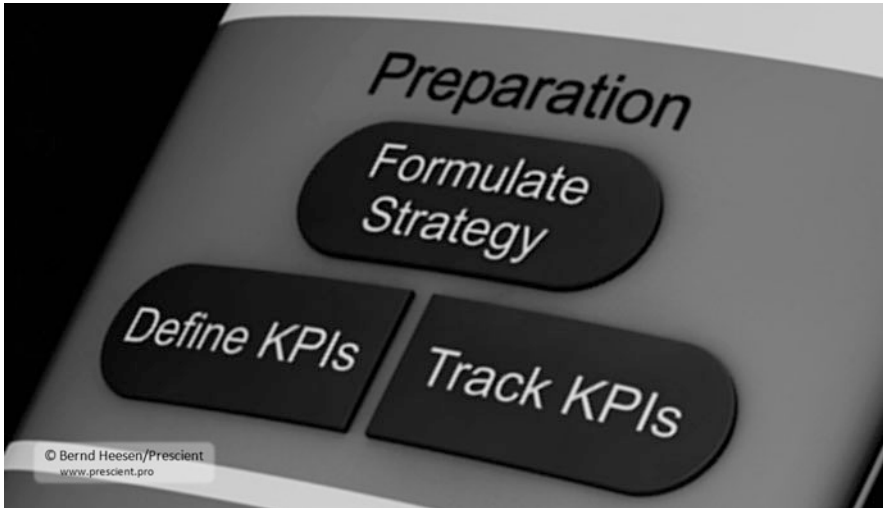 Preparation
Formulate
Strategy
Define KPIs
Track KPIs
© Bernd Heesen/Prescient
www.prescient.pro